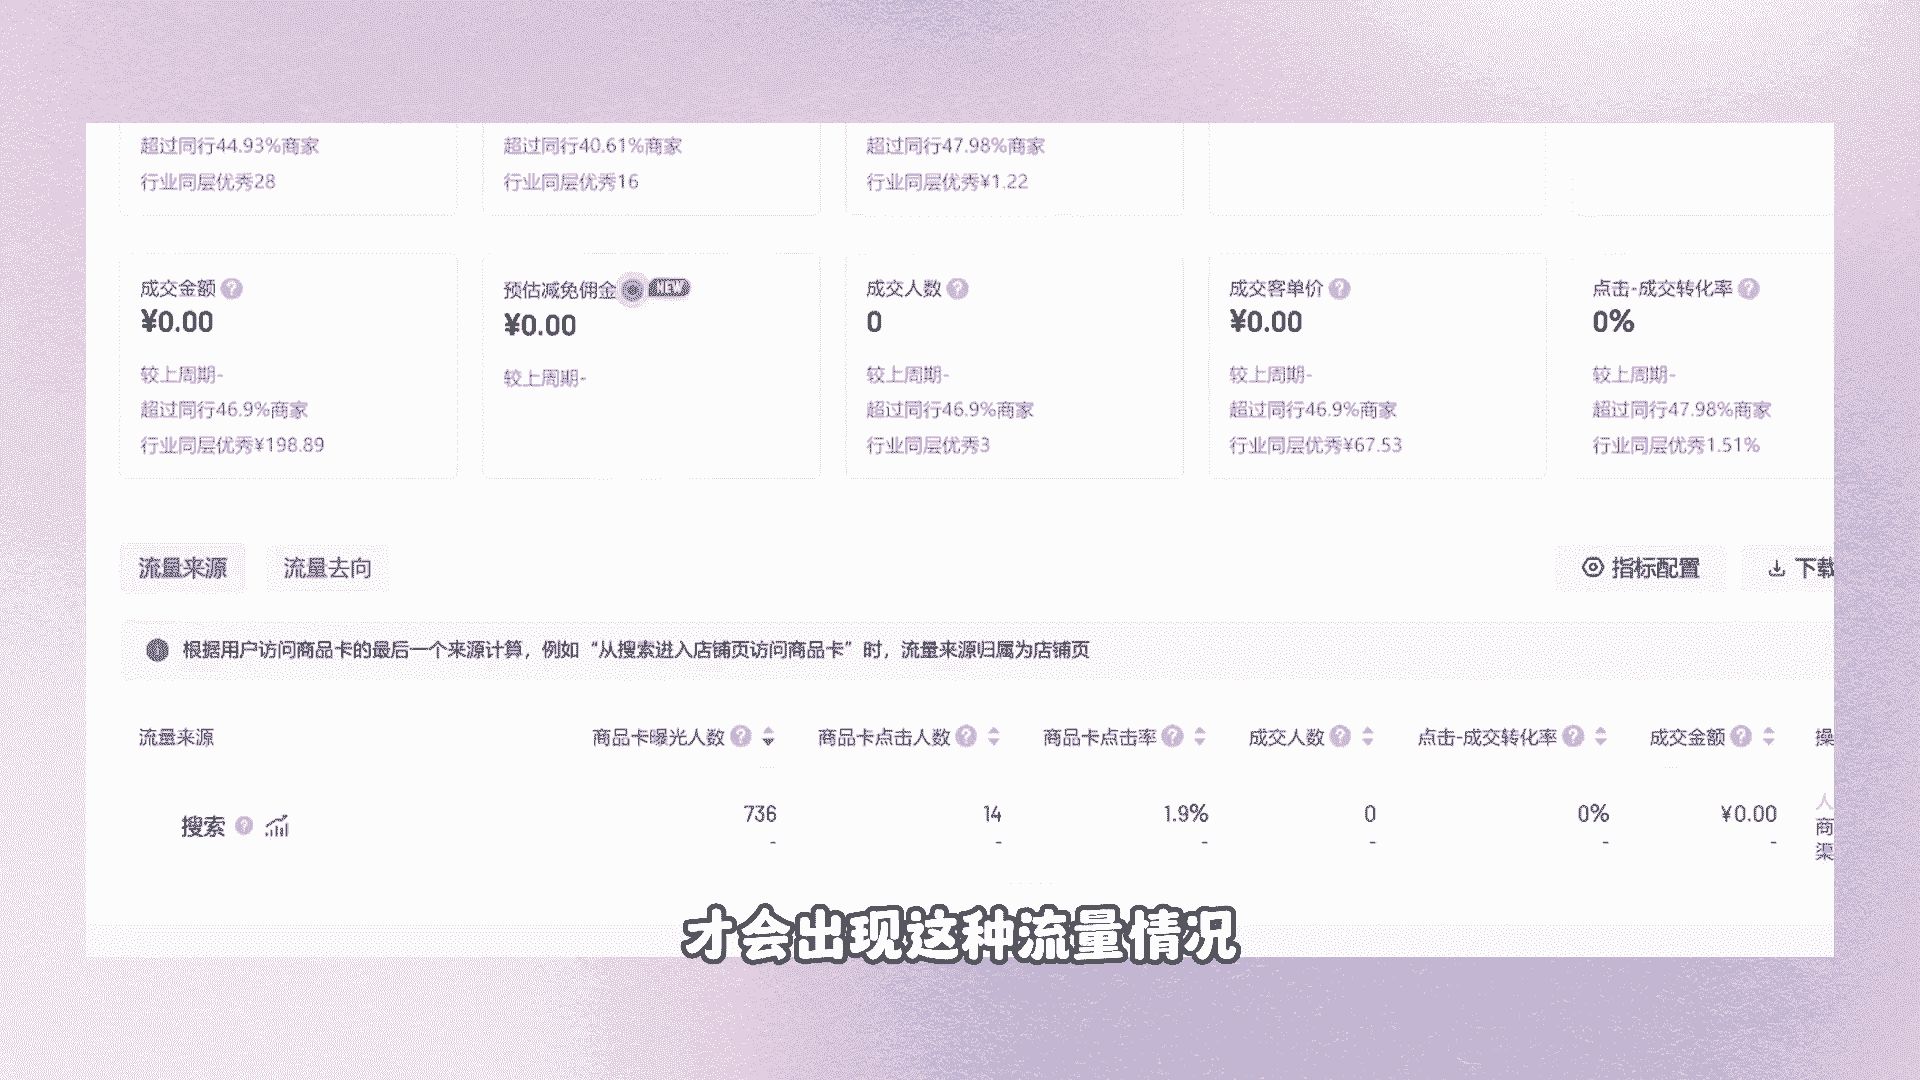 超过同行44.93%商家
行业同层优秀28
超过同行40.61%商家
行业同层优秀16
超过同行47.98%商家
行业同层优秀¥1.22
成交金额
¥0.00
较上周期-
超过同行46.9%商家
行业同层优秀¥198.89
预估减免佣金 NEW
¥0.00
较上周期-
成交人数
0
较上周期-
超过同行46.9%商家
行业同层优秀3
成交客单价
¥0.00
较上周期-
超过同行46.9%商家
行业同层优秀¥67.53
点击-成交转化率
0%
较上周期-
超过同行47.98%商家
行业同层优秀1.51%
流量来源 流量去向 指标配置 下载
根据用户访问商品卡的最后一个来源计算，例如“从搜索进入店铺页访问商品卡”时，流量来源归属为店铺页
流量来源 商品卡曝光人数 商品卡点击人数 商品卡点击率 成交人数 点击-成交转化率 成交金额 操
搜索 736 14 1.9% 0 0% ¥0.00
- - - - - -
人
商
渠
才会出现这种流量情况